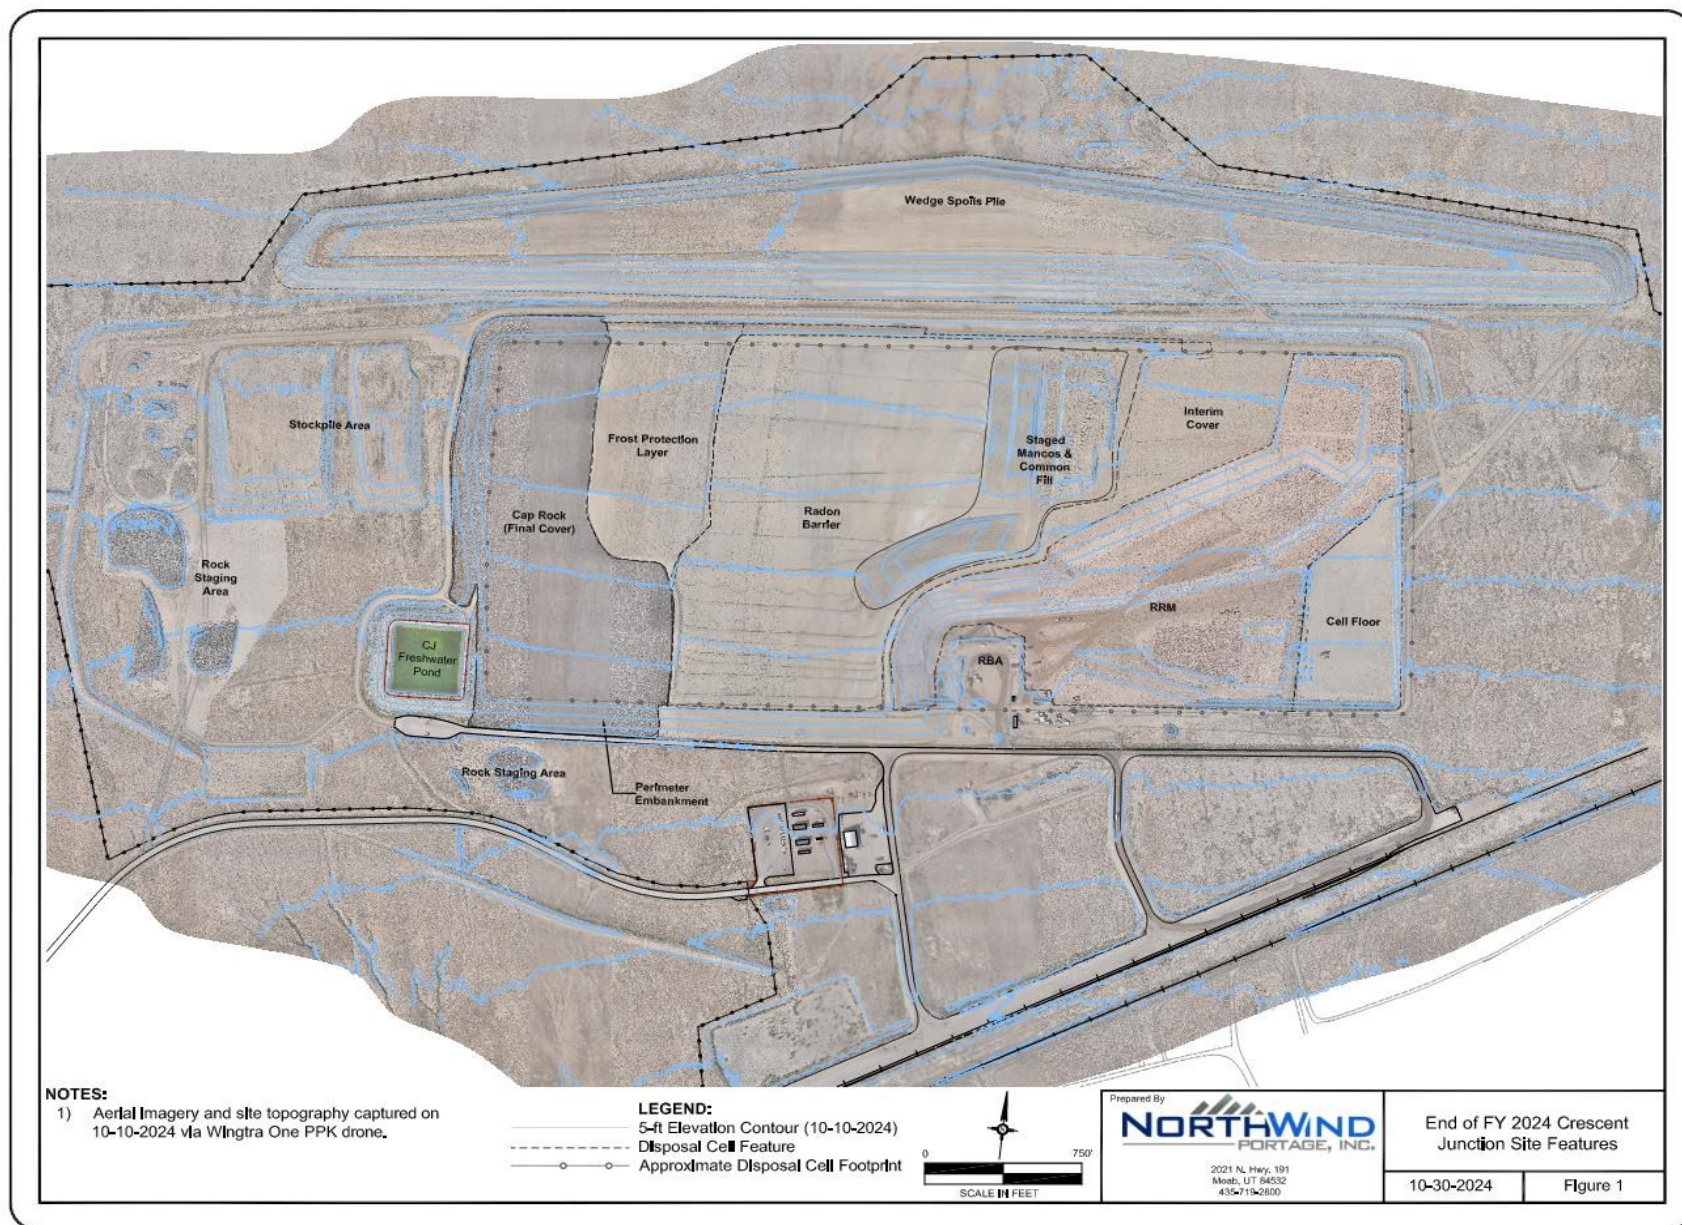 Wedge Spoils Pile
Stockpile Area
Frost Protection
Layer
Staged
Mancos &
Common
Fill
Interim
Cover
Cap Rock
(Final Cover)
Radon
Barrier
Rock
Staging
Area
RRM
Cell Floor
CJ
Freshwater
Pond
RBA
Rock Staging Area
Perimeter
Embankment
NOTES:
1) Aerial imagery and site topography captured on
10-10-2024 via Wingtra One PPK drone.
LEGEND:
5-ft Elevation Contour (10-10-2024)
Disposal Cell Feature
Approximate Disposal Cell Footprint
0 750'
SCALE IN FEET
Prepared By
NORTHWIND
PORTAGE, INC.
2021 N. Hwy. 191
Moab, UT 84532
435-719-2800
End of FY 2024 Crescent
Junction Site Features
10-30-2024
Figure 1